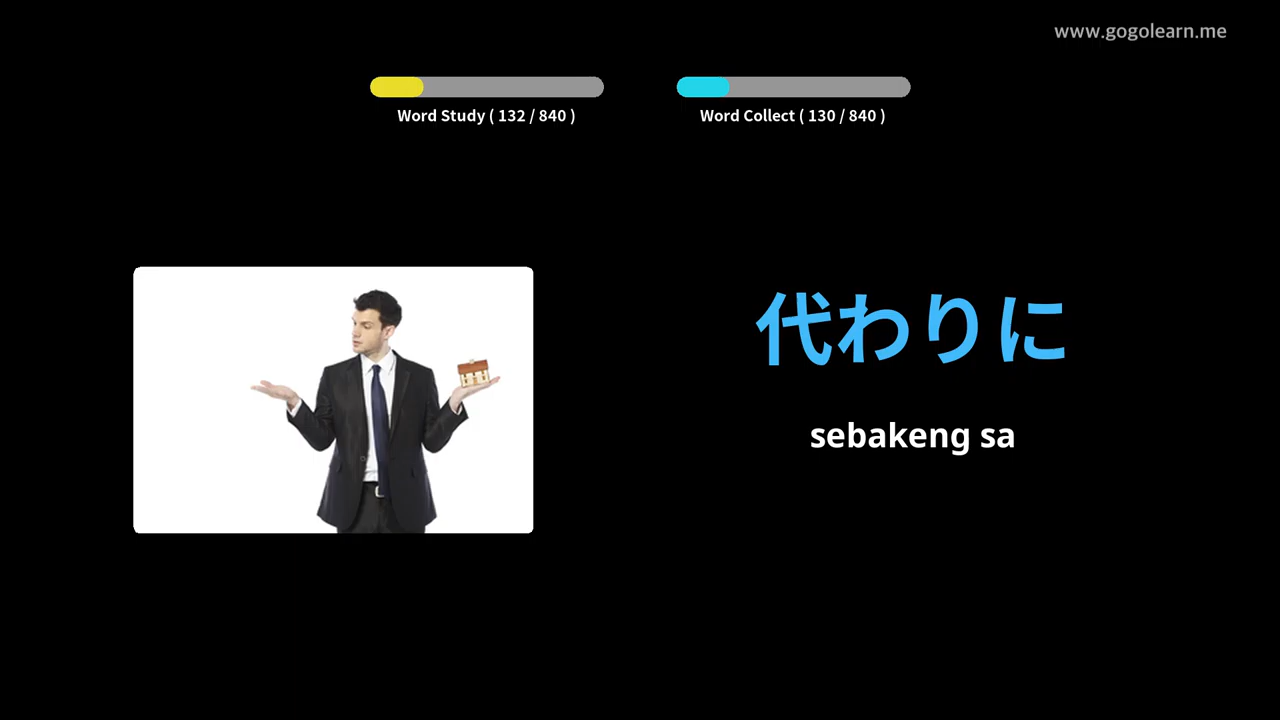 www.gogolearn.me
Word Study ( 132 / 840 )
Word Collect ( 130 / 840 )
代わりに
sebakeng sa